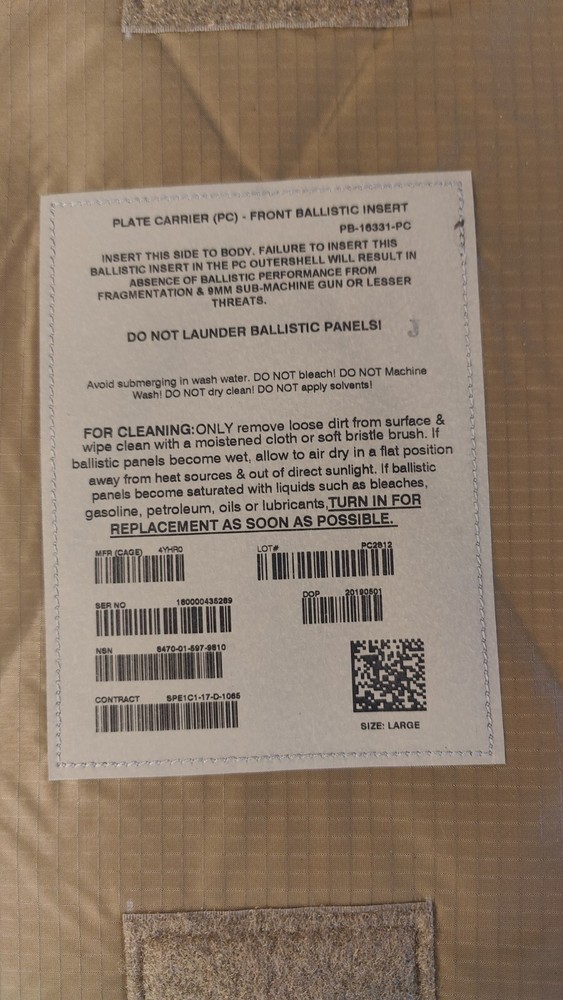 PLATE CARRIER (PC) - FRONT BALLISTIC INSERT
PB-16331-PC
INSERT THIS SIDE TO BODY. FAILURE TO INSERT THIS
BALLISTIC INSERT IN THE PC OUTERSHELL WILL RESULT IN
ABSENCE OF BALLISTIC PERFORMANCE FROM
FRAGMENTATION & 9MM SUB-MACHINE GUN OR LESSER
THREATS.
DO NOT LAUNDER BALLISTIC PANELS! J
Avoid submerging in wash water. DO NOT bleach! DO NOT Machine
Wash! DO NOT dry clean! DO NOT apply solvents!
FOR CLEANING:ONLY remove loose dirt from surface &
wipe clean with a moistened cloth or soft bristle brush. If
ballistic panels become wet, allow to air dry in a flat position
away from heat sources & out of direct sunlight. If ballistic
panels become saturated with liquids such as bleaches,
gasoline, petroleum, oils or lubricants,TURN IN FOR
REPLACEMENT AS SOON AS POSSIBLE.
MFR (CAGE) 4YHR0
LOT# PC2812
SER NO 160000435289
DOP 20190501
NSN 8470-01-597-9810
CONTRACT SPE1C1-17-D-1065
SIZE: LARGE